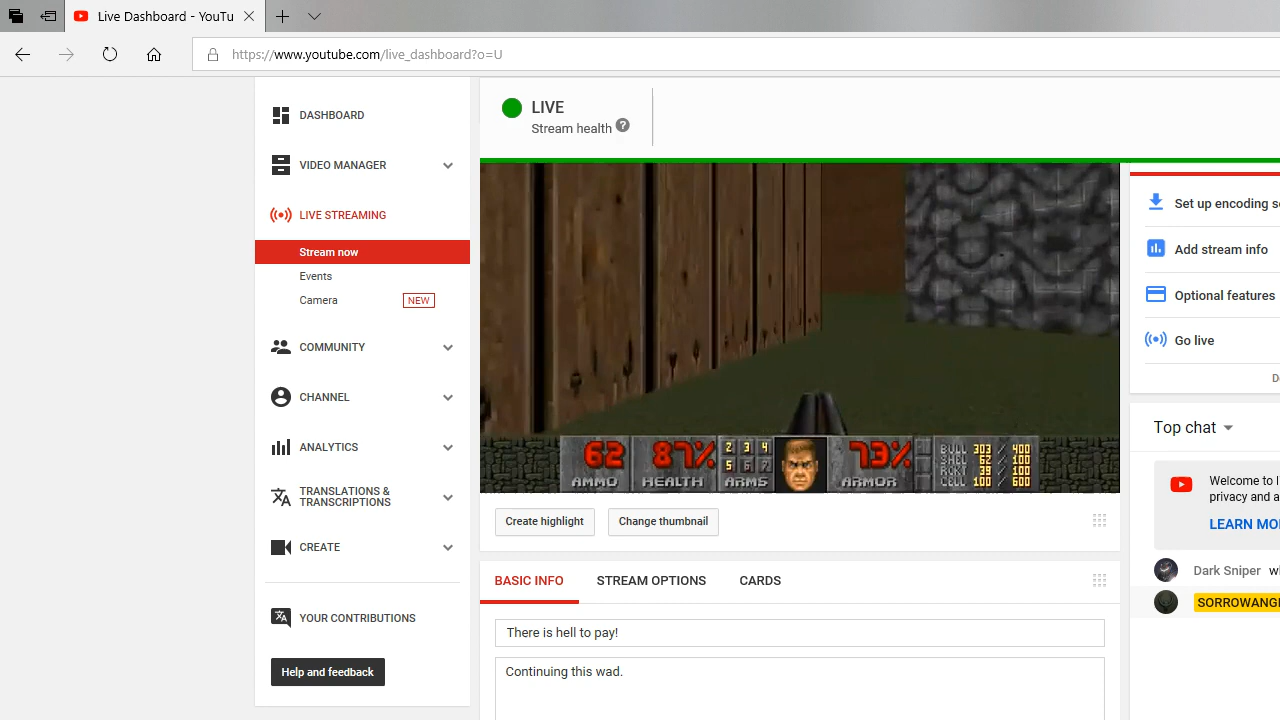 Live Dashboard - YouTu
https://www.youtube.com/live_dashboard?o=U
DASHBOARD
VIDEO MANAGER
LIVE STREAMING
Stream now
Events
Camera NEW
COMMUNITY
CHANNEL
ANALYTICS
TRANSLATIONS &
TRANSCRIPTIONS
CREATE
YOUR CONTRIBUTIONS
Help and feedback
LIVE
Stream health ?
62 87% 2 3 4 73% BULL 303 / 400
5 6 7 SHEL 62 / 100
RCKT 39 / 100
AMMO HEALTH ARMS ARMOR CELL 100 / 600
Create highlight Change thumbnail
BASIC INFO STREAM OPTIONS CARDS
There is hell to pay!
Continuing this wad.
Set up encoding s
Add stream info
Optional features
Go live
D
Top chat
Welcome to l
privacy and a
LEARN MO
Dark Sniper w
SORROWANG